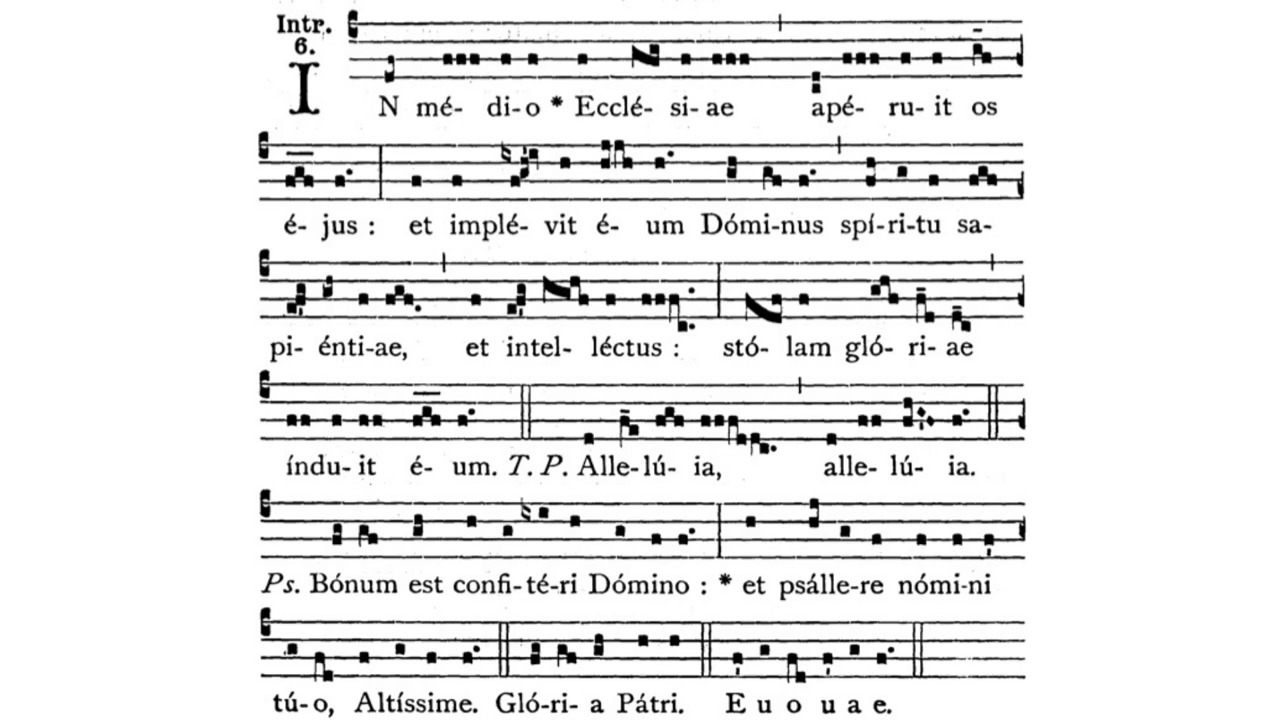 Intr.
6.
IN mé- di-o * Ecclé- si- ae apé- ru- it os
é- jus : et implé- vit é- um Dómi-nus spí-ri-tu sa-
pi- énti-ae, et intel- léctus : stó- lam gló- ri- ae
índu- it é- um. T. P. Alle-lú- ia, alle- lú- ia.
Ps. Bónum est confi-té-ri Dómino : * et psálle-re nómi-ni
tú-o, Altíssime. Gló-ri- a Pátri. E u o u a e.